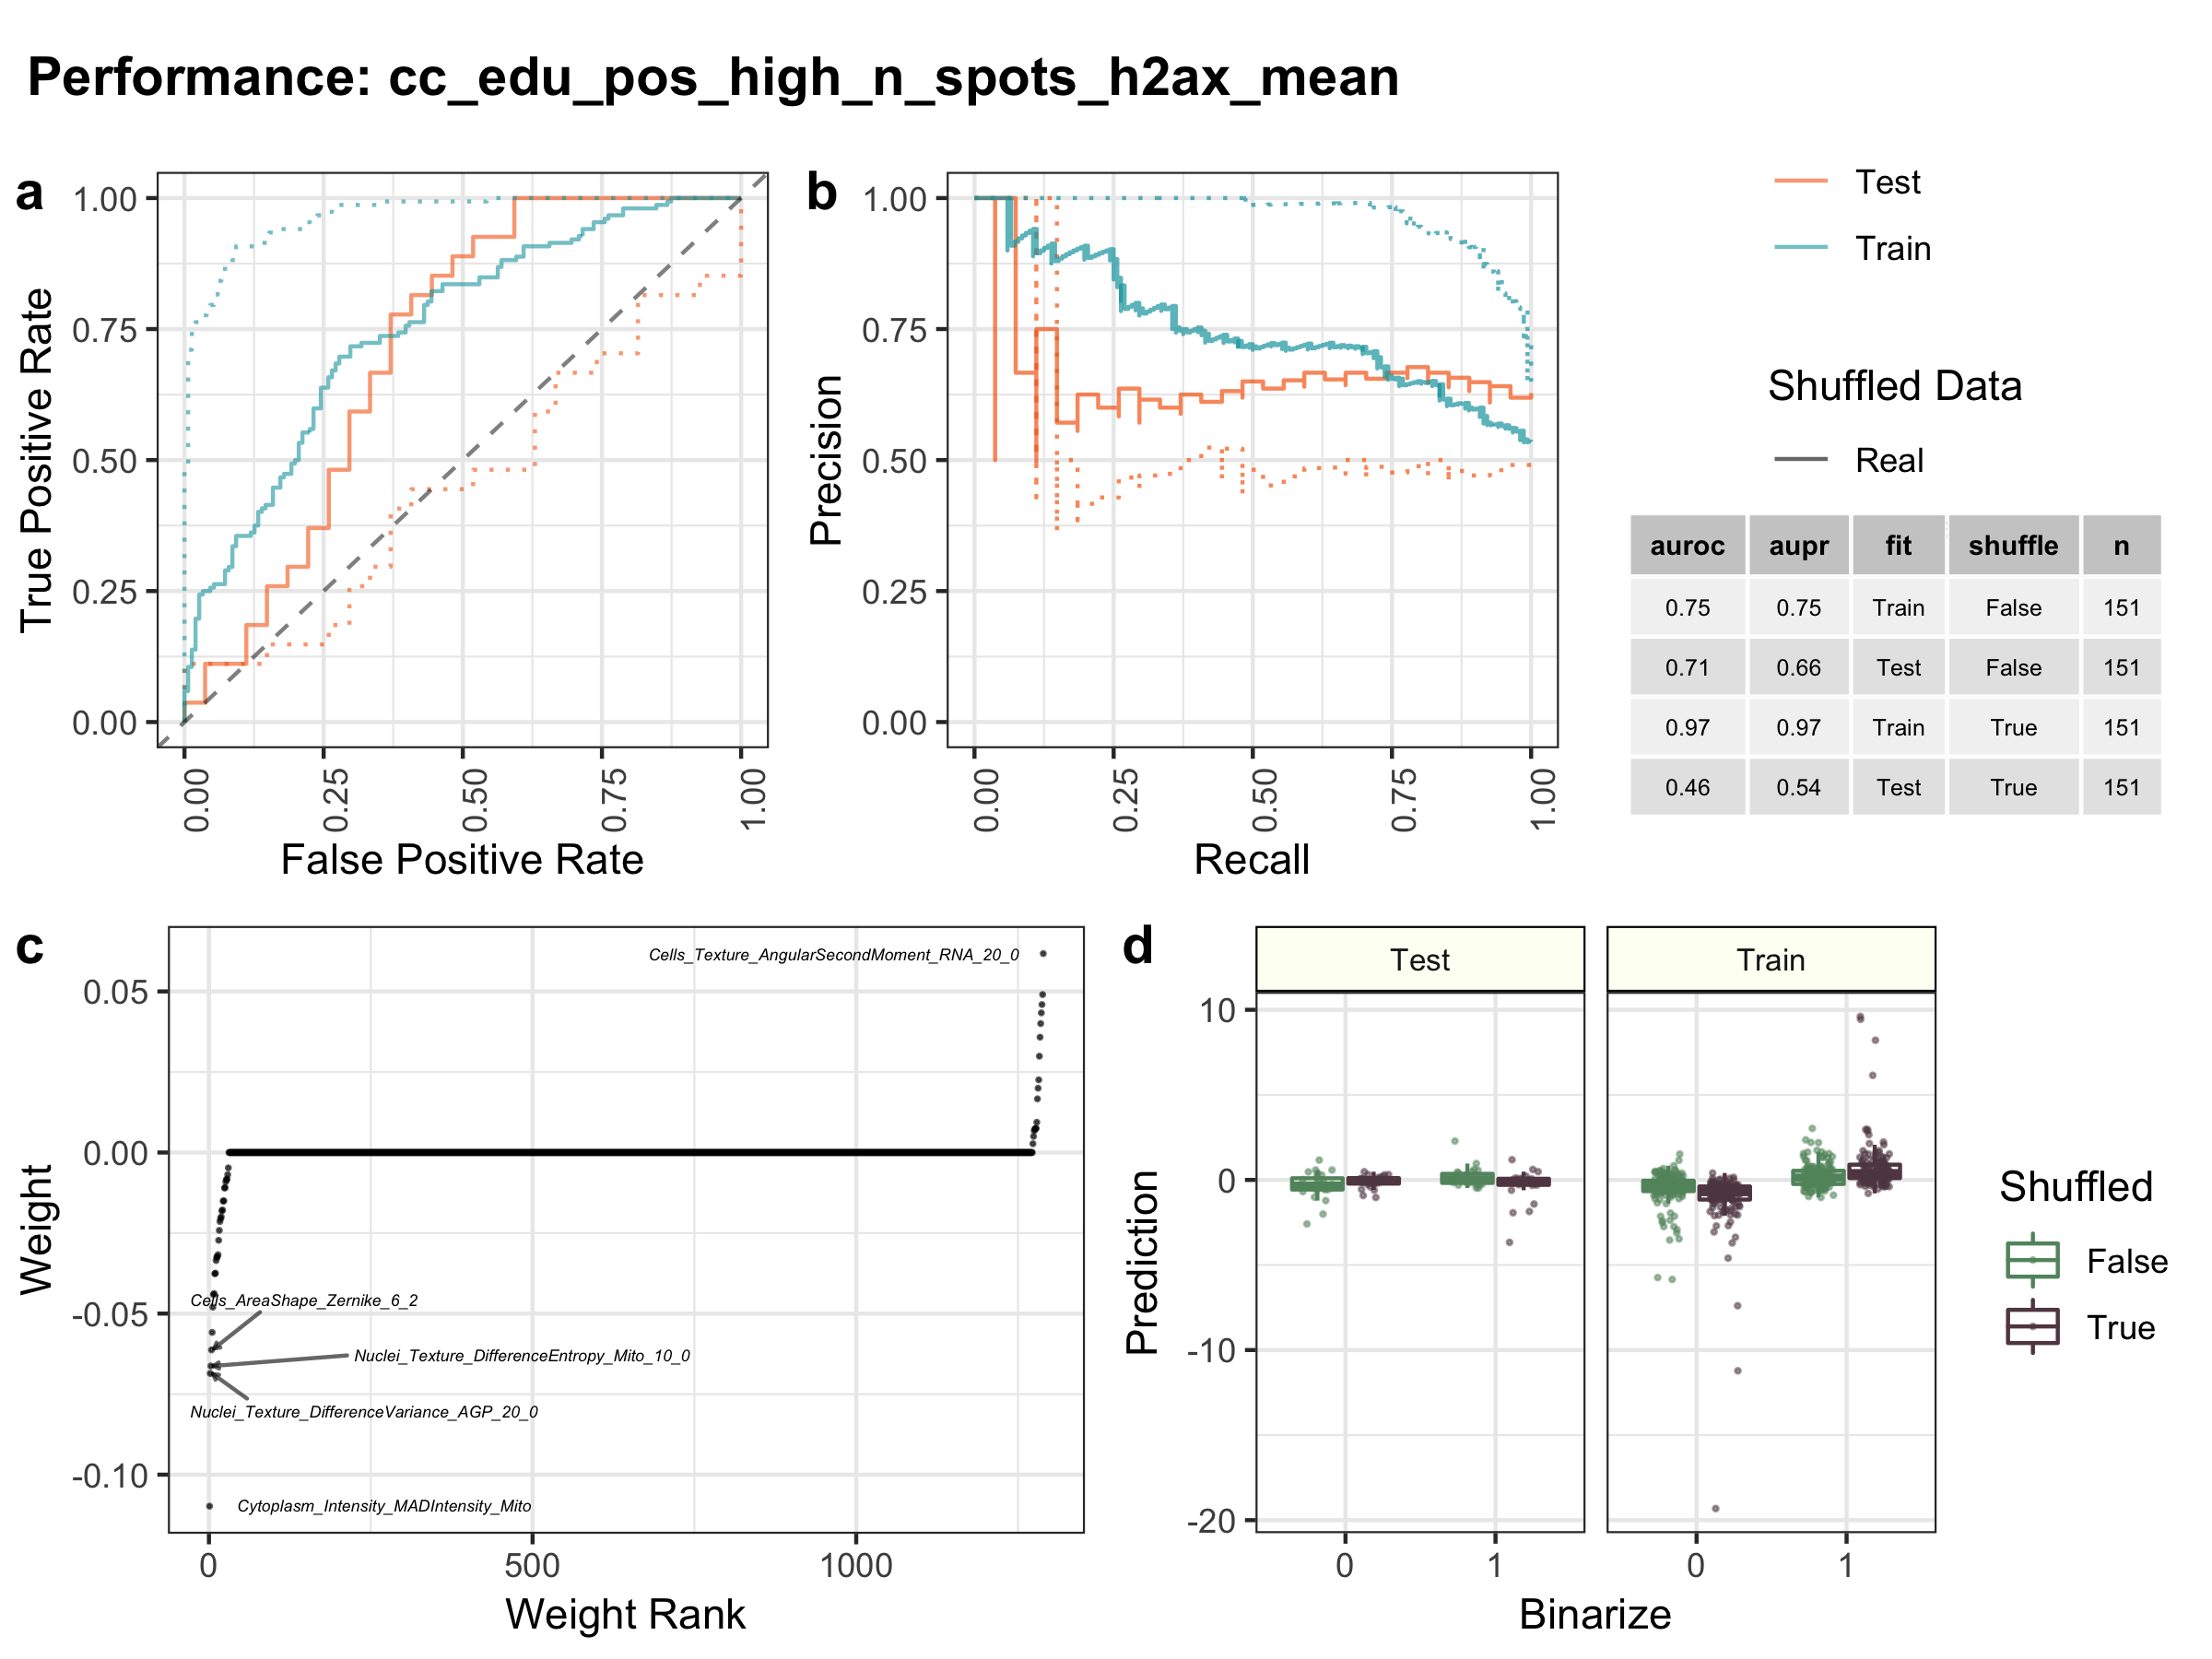 Performance: cc_edu_pos_high_n_spots_h2ax_mean
a
1.00
0.75
0.50
0.25
0.00
True Positive Rate
0.00
0.25
0.50
0.75
1.00
False Positive Rate
b
1.00
0.75
0.50
0.25
0.00
Precision
0.00
0.25
0.50
0.75
1.00
Recall
Test
Train
Shuffled Data
Real
auroc aupr fit shuffle n
0.75 0.75 Train False 151
0.71 0.66 Test False 151
0.97 0.97 Train True 151
0.46 0.54 Test True 151
c
0.05
0.00
-0.05
-0.10
Weight
Cells_Texture_AngularSecondMoment_RNA_20_0
Cells_AreaShape_Zernike_6_2
Nuclei_Texture_DifferenceEntropy_Mito_10_0
Nuclei_Texture_DifferenceVariance_AGP_20_0
Cytoplasm_Intensity_MADIntensity_Mito
0
500
1000
Weight Rank
d
Test
Train
10
0
-10
-20
Prediction
0
1
0
1
Binarize
Shuffled
False
True